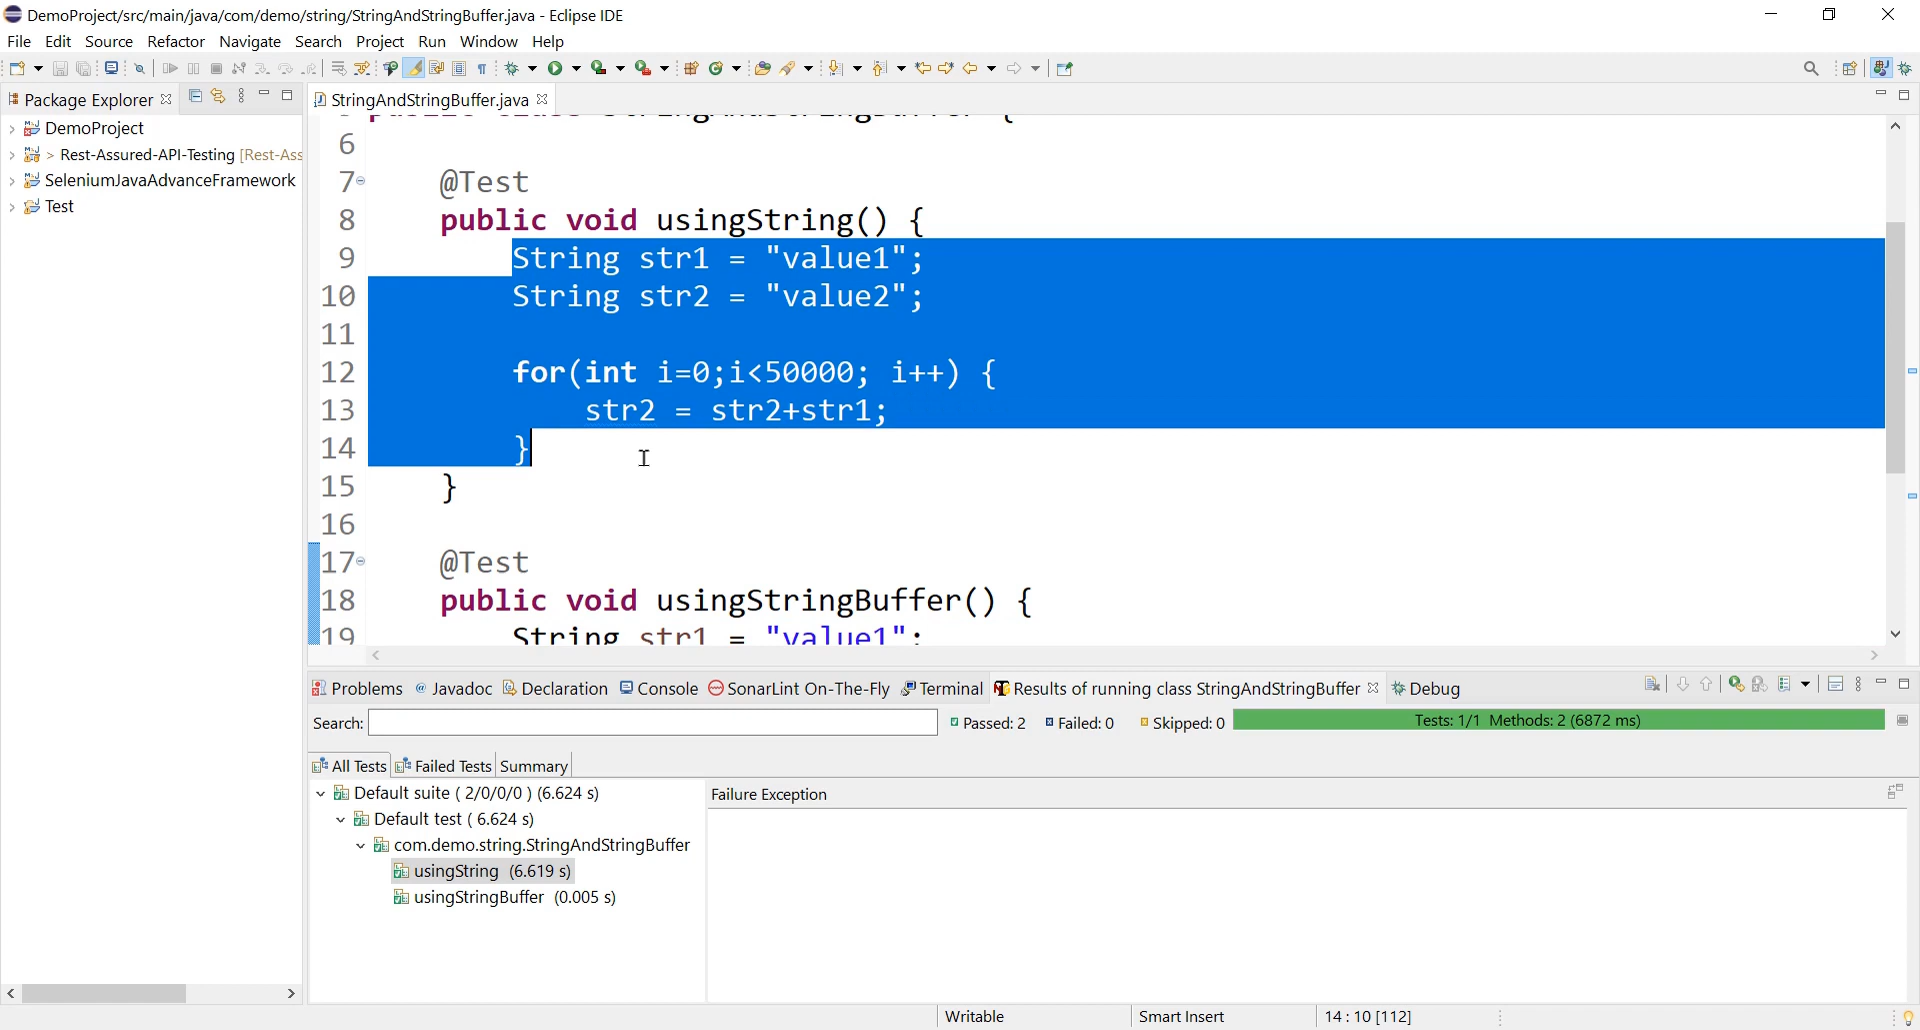 DemoProject/src/main/java/com/demo/string/StringAndStringBuffer.java - Eclipse IDE
File Edit Source Refactor Navigate Search Project Run Window Help
Package Explorer
StringAndStringBuffer.java
DemoProject
> Rest-Assured-API-Testing [Rest-Ass
SeleniumJavaAdvanceFramework
Test
public class StringAndStringBuffer {
6
7 @Test
8 public void usingString() {
9 String str1 = "value1";
10 String str2 = "value2";
11
12 for(int i=0;i<50000; i++) {
13 str2 = str2+str1;
14 }
15 }
16
17 @Test
18 public void usingStringBuffer() {
19 String str1 = "value1";
Problems Javadoc Declaration Console SonarLint On-The-Fly Terminal Results of running class StringAndStringBuffer Debug
Search: Passed: 2 Failed: 0 Skipped: 0 Tests: 1/1 Methods: 2 (6872 ms)
All Tests Failed Tests Summary
Default suite ( 2/0/0/0 ) (6.624 s)
Failure Exception
Default test ( 6.624 s)
com.demo.string.StringAndStringBuffer
usingString (6.619 s)
usingStringBuffer (0.005 s)
Writable Smart Insert 14 : 10 [112]